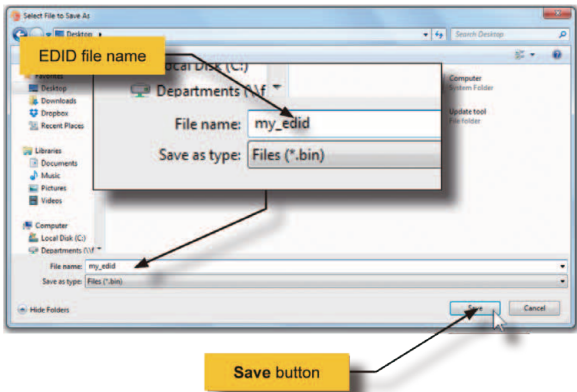 Select File to Save As
Desktop
Search Desktop
EDID file name
Favorites
Desktop
Downloads
Dropbox
Recent Places
Libraries
Documents
Music
Pictures
Videos
Computer
Local Disk (C:)
Departments (\\f
Local Disk (C:)
Departments (\\f
File name: my_edid
Save as type: Files (*.bin)
Computer
System Folder
Update tool
File folder
File name: my_edid
Save as type: Files (*.bin)
Hide Folders
Save
Cancel
Save button